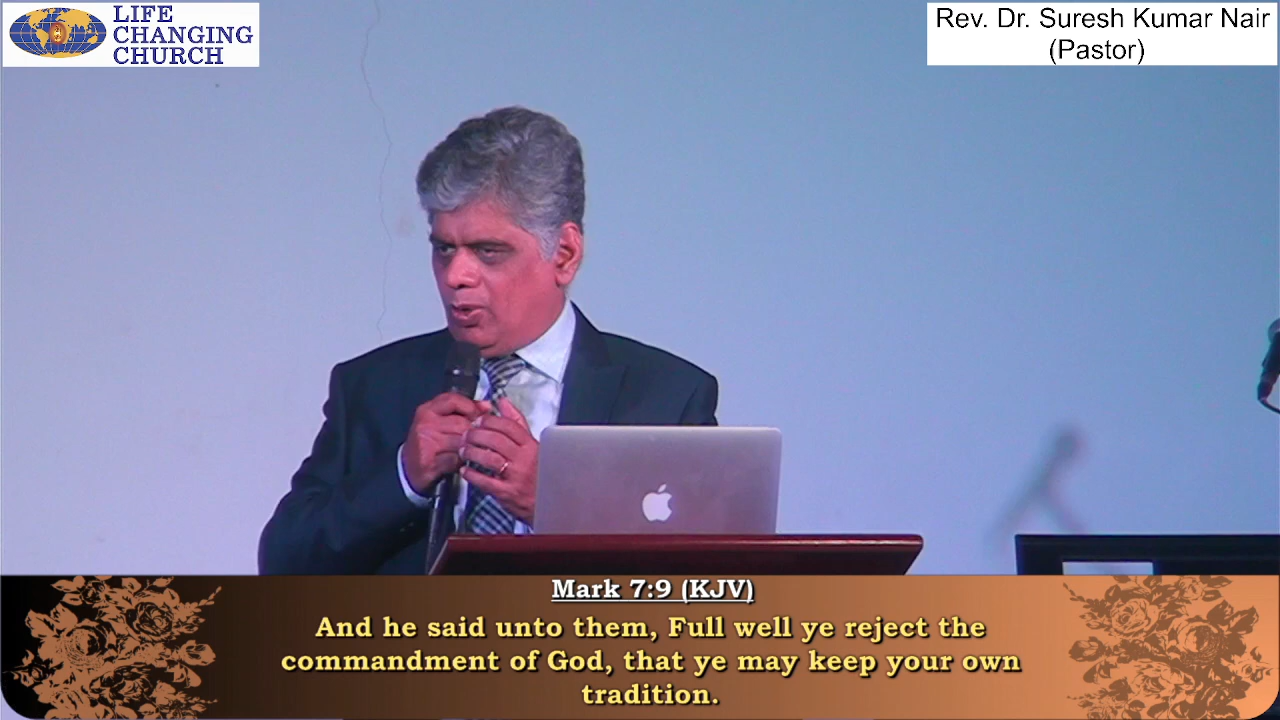 LIFE
CHANGING
CHURCH
Rev. Dr. Suresh Kumar Nair
(Pastor)
Mark 7:9 (KJV)
And he said unto them, Full well ye reject the
commandment of God, that ye may keep your own
tradition.